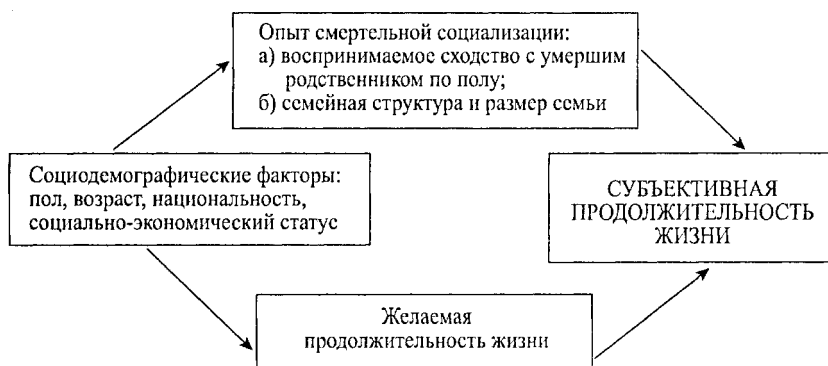 Опыт смертельной социализации:
а) воспринимаемое сходство с умершим
родственником по полу;
б) семейная структура и размер семьи
Социодемографические факторы:
пол, возраст, национальность,
социально-экономический статус
СУБЪЕКТИВНАЯ
ПРОДОЛЖИТЕЛЬНОСТЬ
ЖИЗНИ
Желаемая
продолжительность жизни